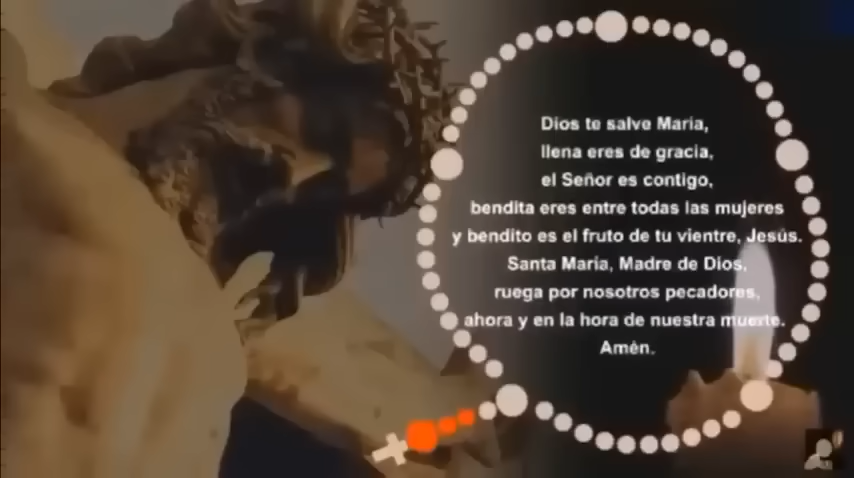 Dios te salve María,
llena eres de gracia,
el Señor es contigo,
bendita eres entre todas las mujeres
y bendito es el fruto de tu vientre, Jesús.
Santa María, Madre de Dios,
ruega por nosotros pecadores,
ahora y en la hora de nuestra muerte.
Amén.